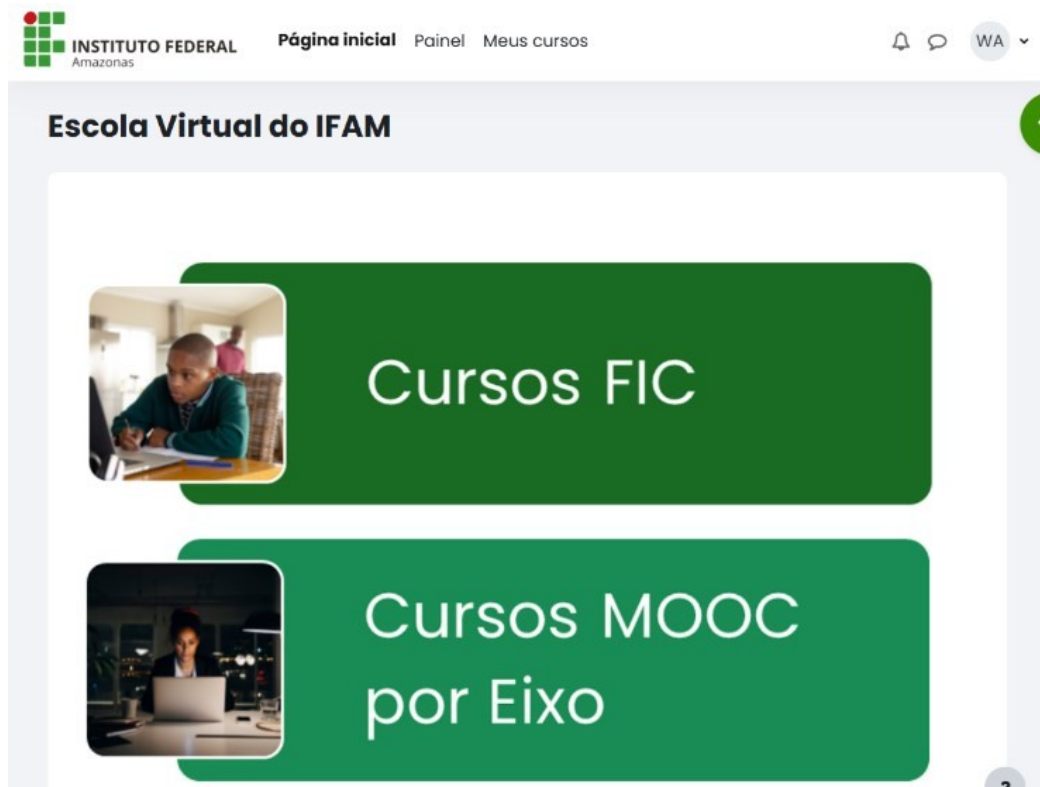 INSTITUTO FEDERAL
Amazonas
Página inicial Painel Meus cursos
WA
Escola Virtual do IFAM
Cursos FIC
Cursos MOOC
por Eixo
?